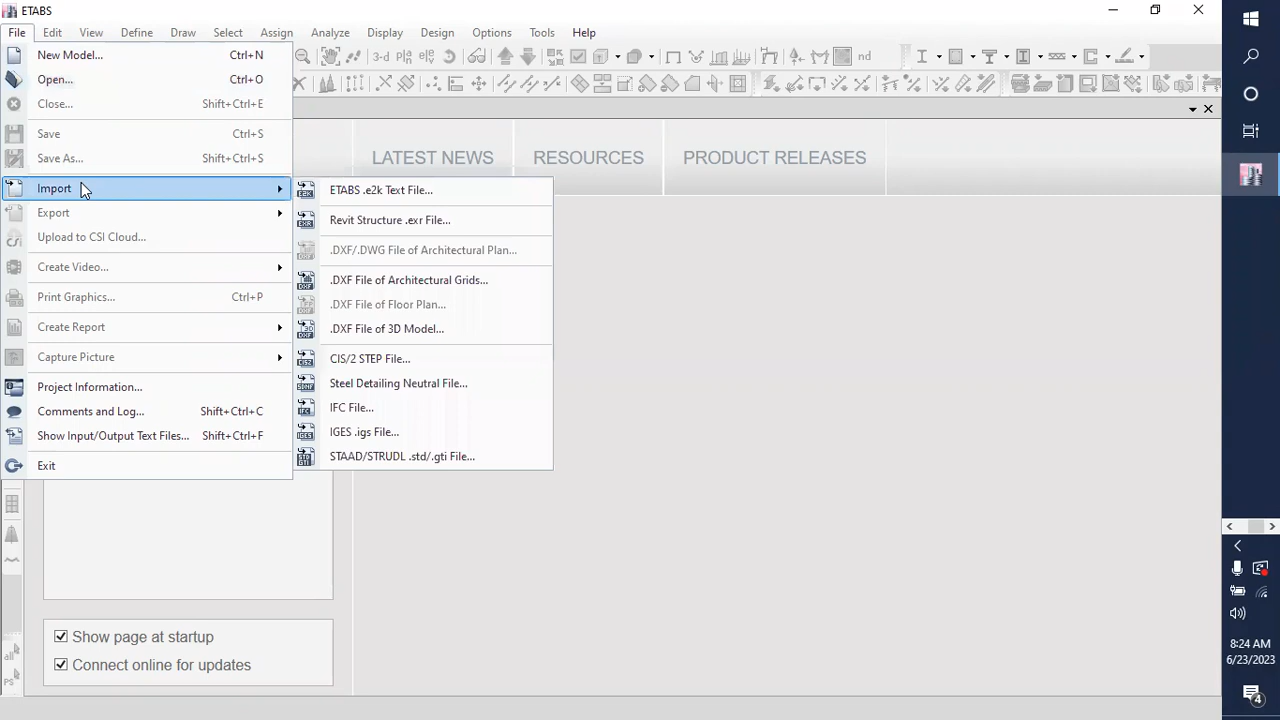 ETABS
File Edit View Define Draw Select Assign Analyze Display Design Options Tools Help
New Model... Ctrl+N
Open... Ctrl+O
Close... Shift+Ctrl+E
Save Ctrl+S
Save As... Shift+Ctrl+S
Import
Export
Upload to CSI Cloud...
Create Video...
Print Graphics... Ctrl+P
Create Report
Capture Picture
Project Information...
Comments and Log... Shift+Ctrl+C
Show Input/Output Text Files... Shift+Ctrl+F
Exit
ETABS .e2k Text File...
Revit Structure .exr File...
.DXF/.DWG File of Architectural Plan...
.DXF File of Architectural Grids...
.DXF File of Floor Plan...
.DXF File of 3D Model...
CIS/2 STEP File...
Steel Detailing Neutral File...
IFC File...
IGES .igs File...
STAAD/STRUDL .std/.gti File...
3-d nd
LATEST NEWS RESOURCES PRODUCT RELEASES
Show page at startup
Connect online for updates
all
8:24 AM
6/23/2023
4